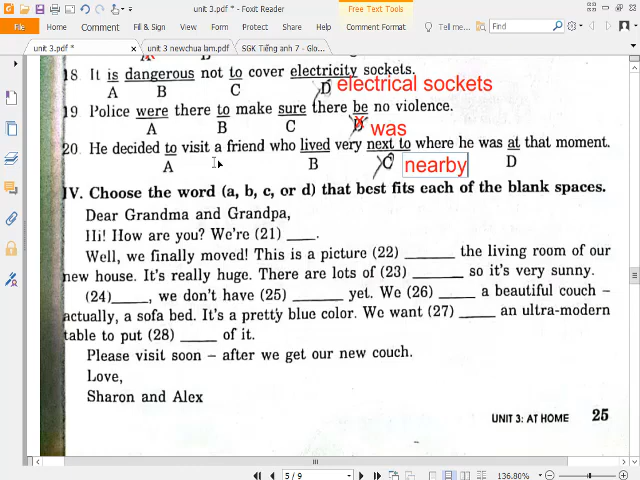 unit 3.pdf * - Foxit Reader
Free Text Tools
File Home Comment Fill & Sign View Form Protect Share Connect Help Comment Format Tell me... Find
unit 3.pdf * unit 3 newchua lam.pdf SGK Tiếng anh 7 - Glo...
18 It is dangerous not to cover electricity sockets.
A B C D electrical sockets
19 Police were there to make sure there be no violence.
A B C D was
20. He decided to visit a friend who lived very next to where he was at that moment.
A B C nearby D
IV. Choose the word (a, b, c, or d) that best fits each of the blank spaces.
Dear Grandma and Grandpa,
Hi! How are you? We're (21) ____.
Well, we finally moved! This is a picture (22) _______ the living room of our
new house. It's really huge. There are lots of (23) _______ so it's very sunny.
(24)_____, we don't have (25) _______ yet. We (26) _____ a beautiful couch –
actually, a sofa bed. It's a pretty blue color. We want (27) _____ an ultra-modern
table to put (28) _____ of it.
Please visit soon – after we get our new couch.
Love,
Sharon and Alex
UNIT 3: AT HOME 25
5 / 9 136.80%